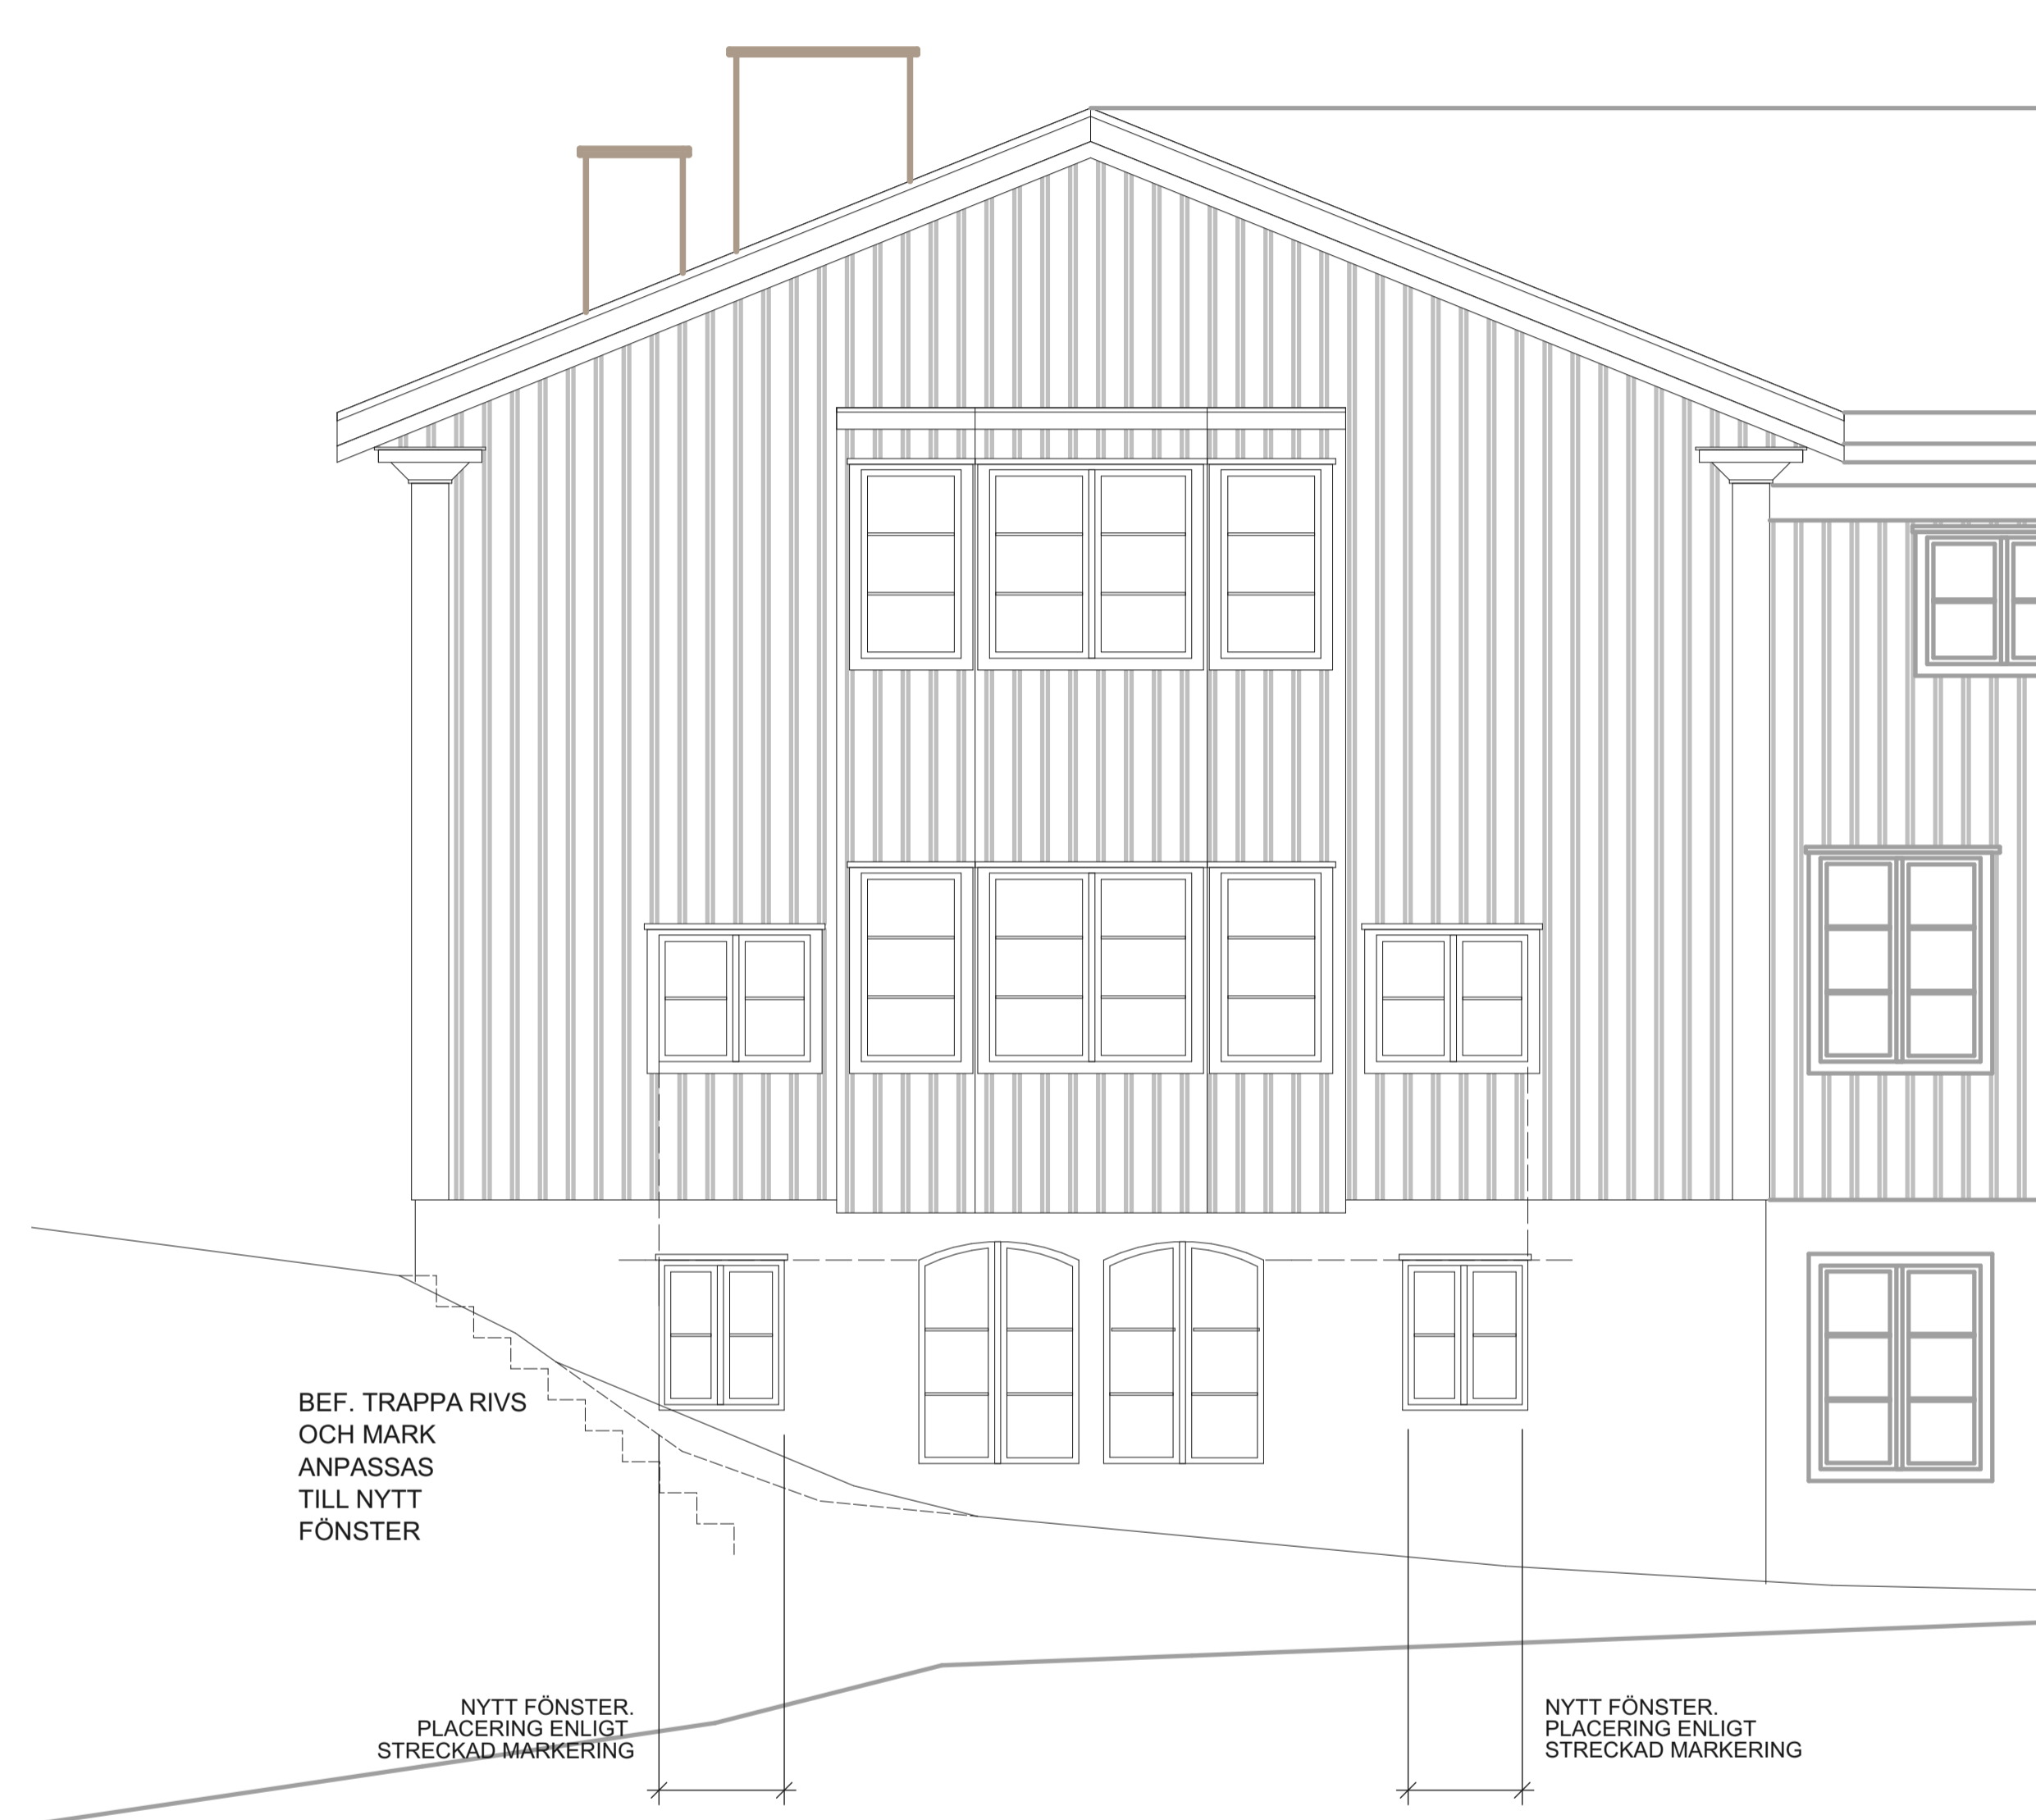 BEF. TRAPPA RIVS
OCH MARK
ANPASSAS
TILL NYTT
FÖNSTER
NYTT FÖNSTER.
PLACERING ENLIGT
STRECKAD MARKERING
NYTT FÖNSTER.
PLACERING ENLIGT
STRECKAD MARKERING